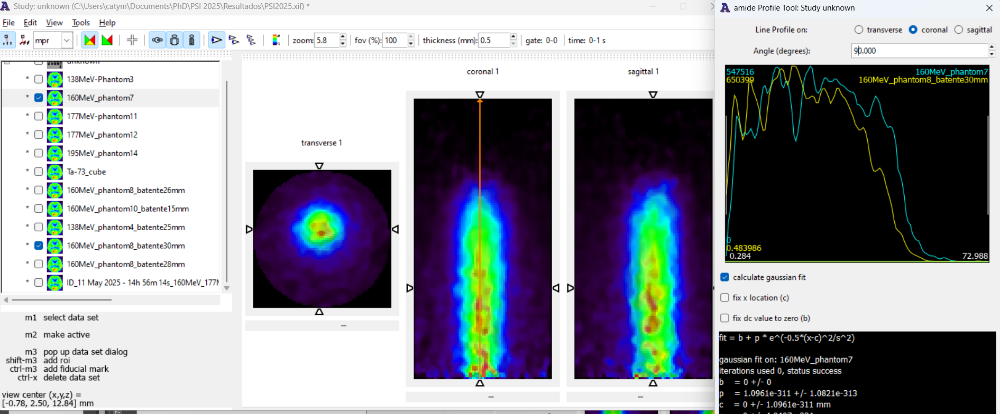 Study: unknown (C:\Users\catym\Documents\PhD\PSI 2025\Resultados\PSI2025.xif) *
File Edit View Tools Help
mpr zoom: 5.8 fov (%): 100 thickness (mm): 0.5 gate: 0-0 time: 0-1 s
unknown
* 138MeV-Phantom3
* 160MeV_phantom7
* 177MeV-phantom11
* 177MeV_phantom12
* 195MeV_phantom14
* Ta-73_cube
* 160MeV_phantom8_batente26mm
* 160MeV_phantom10_batente15mm
* 138MeV_phantom4_batente25mm
* 160MeV_phantom8_batente30mm
* 160MeV_phantom8_batente28mm
* ID_11 May 2025 - 14h 56m 14s_160MeV_177M
m1 select data set
m2 make active
m3 pop up data set dialog
shift-m3 add roi
ctrl-m3 add fiducial mark
ctrl-x delete data set
view center (x,y,z) =
[-0.78, 2.50, 12.84] mm
transverse 1
coronal 1
sagittal 1
amide Profile Tool: Study unknown
Line Profile on: transverse coronal sagittal
Angle (degrees): 90.000
547516 160MeV_phantom7
650399 160MeV_phantom8_batente30mm
0
0.483986
0.284 72.988
calculate gaussian fit
fix x location (c)
fix dc value to zero (b)
fit = b + p * e^(-0.5*(x-c)^2/s^2)
gaussian fit on: 160MeV_phantom7
iterations used 0, status success
b = 0 +/- 0
p = 1.0961e-311 +/- 1.0821e-313
c = 0 +/- 1.0961e-311 mm